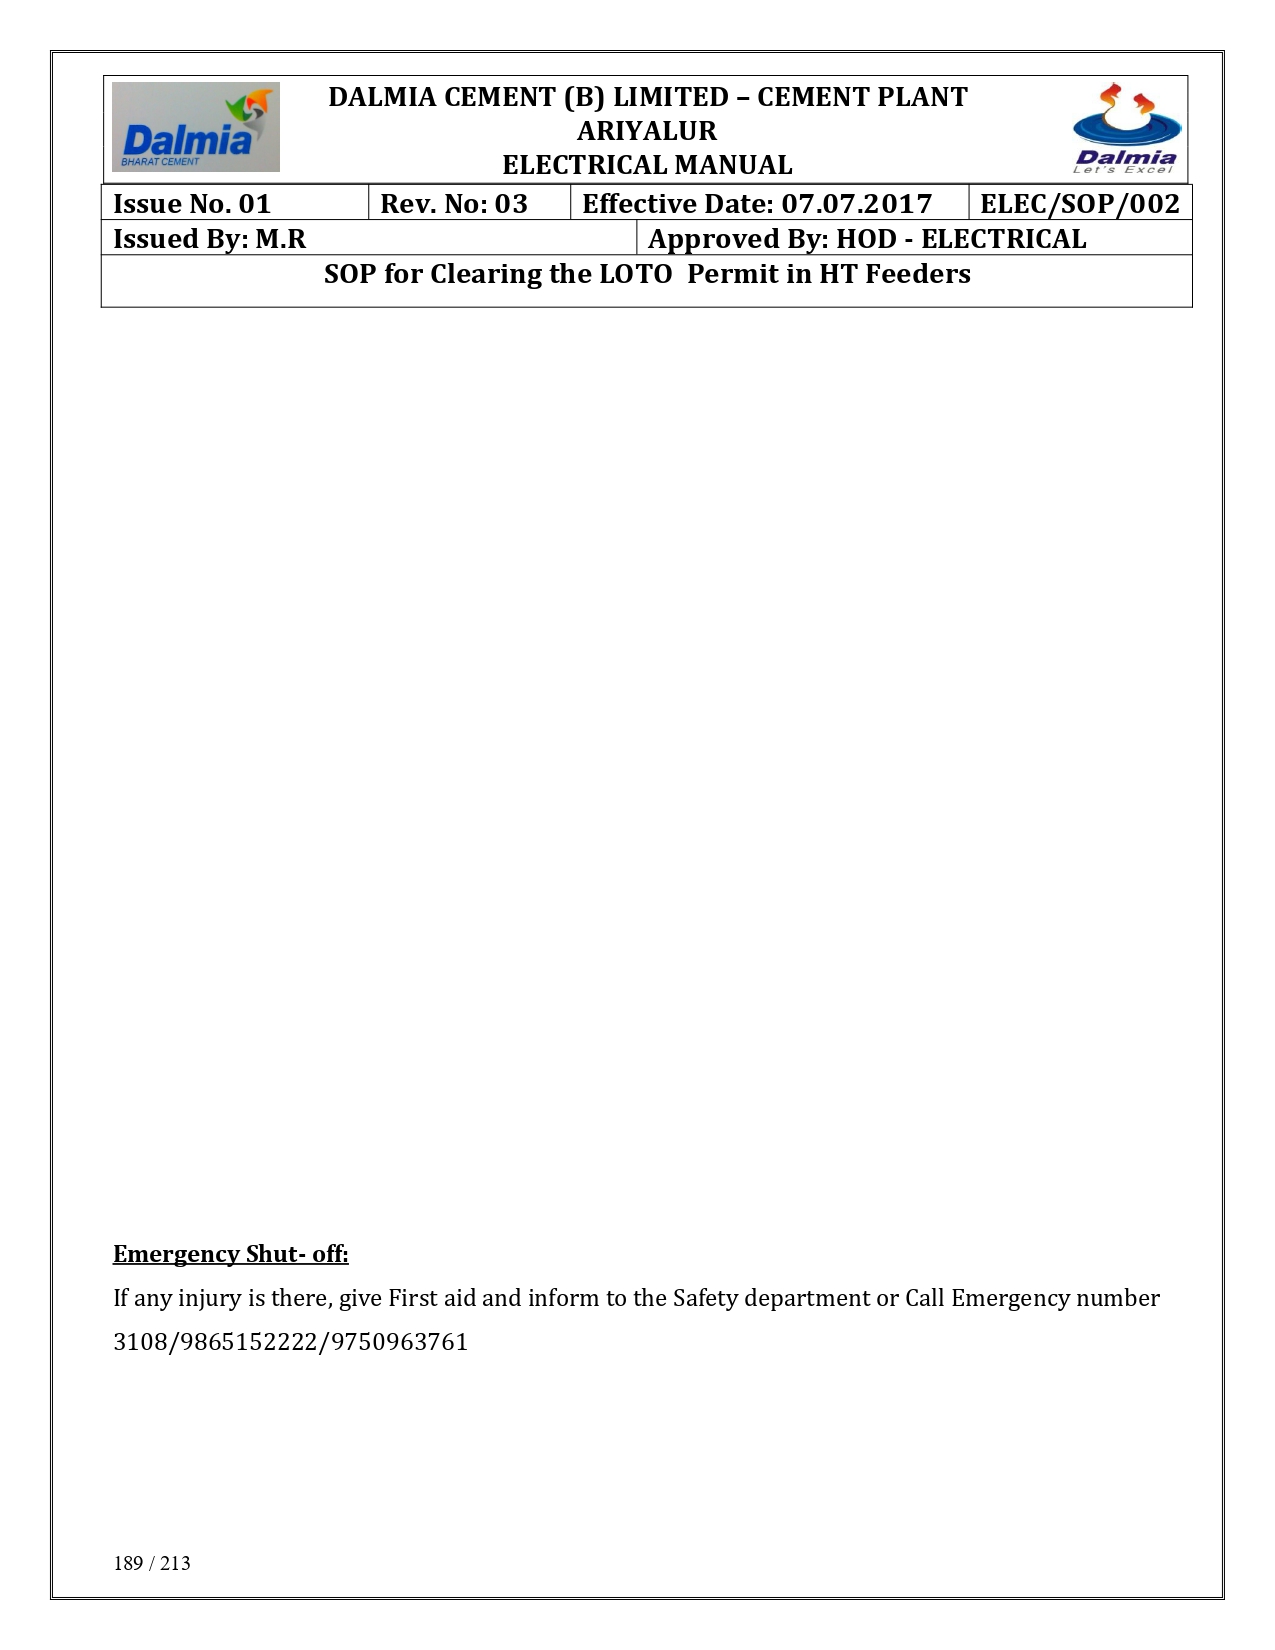 Dalmia
BHARAT CEMENT
DALMIA CEMENT (B) LIMITED – CEMENT PLANT
ARIYALUR
ELECTRICAL MANUAL
Dalmia
Let's Excel
Issue No. 01 Rev. No: 03 Effective Date: 07.07.2017 ELEC/SOP/002
Issued By: M.R Approved By: HOD - ELECTRICAL
SOP for Clearing the LOTO  Permit in HT Feeders
Emergency Shut- off:
If any injury is there, give First aid and inform to the Safety department or Call Emergency number
3108/9865152222/9750963761
189 / 213